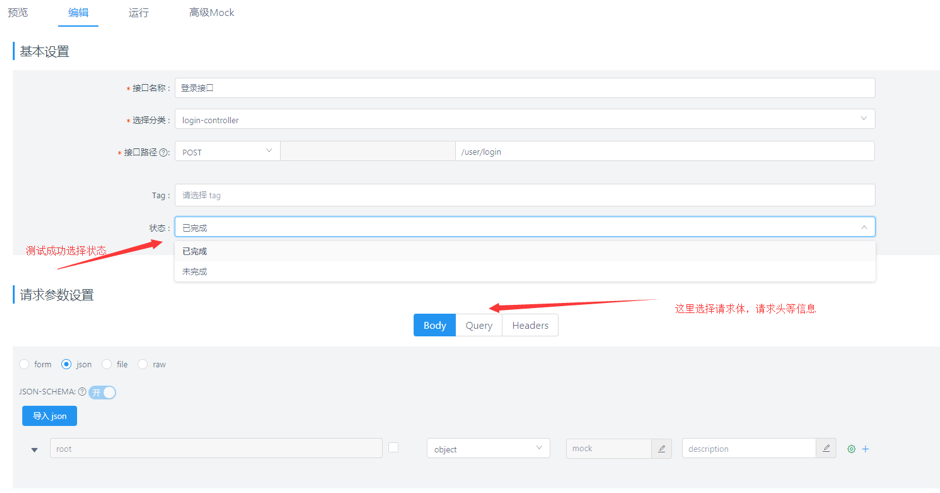 预览 编辑 运行 高级Mock
基本设置
* 接口名称： 登录接口
* 选择分类： login-controller
* 接口路径 ?: POST /user/login
Tag： 请选择 tag
状态： 已完成
测试成功选择状态
已完成
未完成
请求参数设置
这里选择请求体，请求头等信息
Body Query Headers
form json file raw
JSON-SCHEMA: ? 开
导入 json
root object mock description